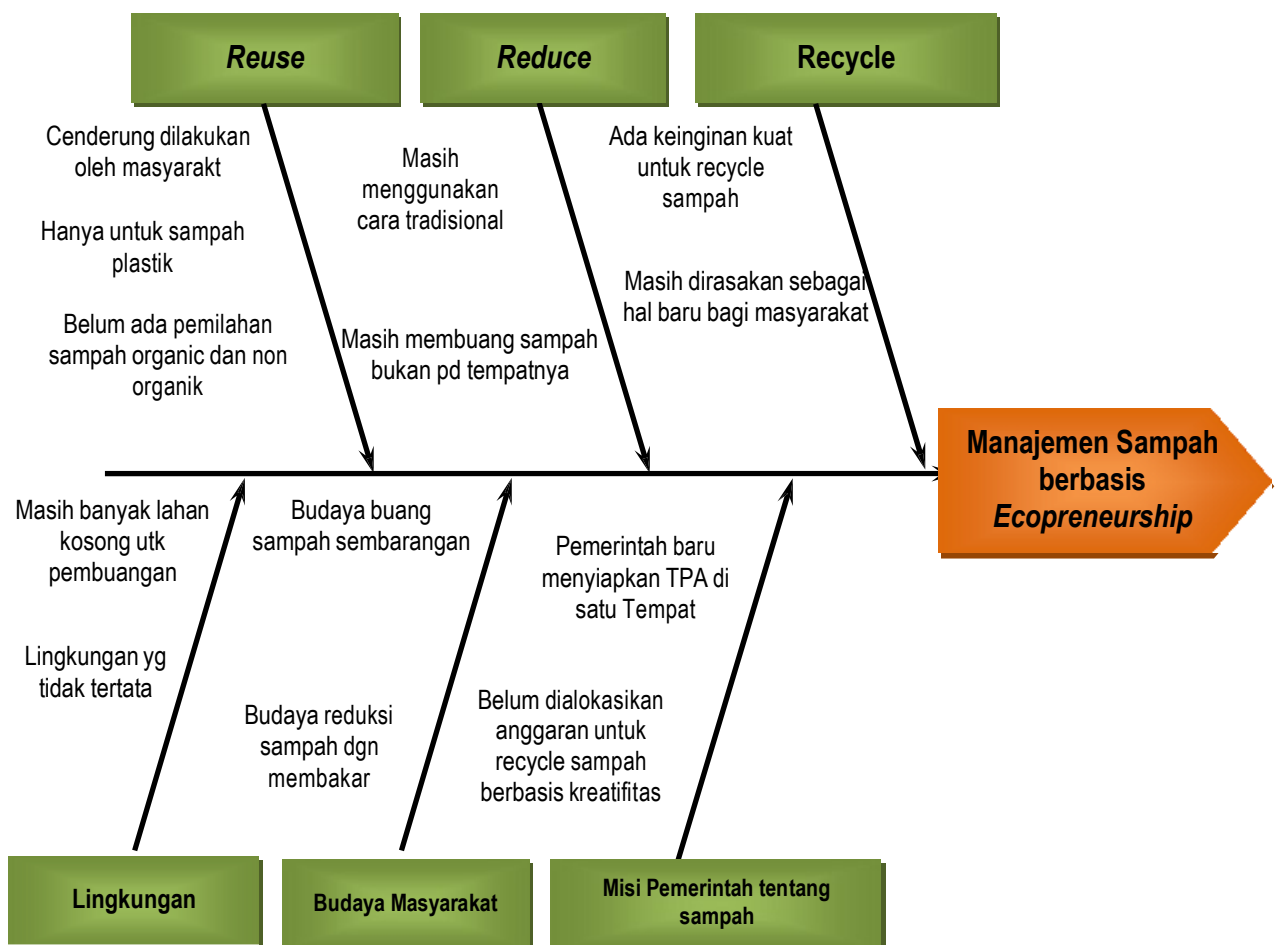 Reuse
Reduce
Recycle
Cenderung dilakukan
oleh masyarakt
Hanya untuk sampah
plastik
Belum ada pemilahan
sampah organic dan non
organik
Masih
menggunakan
cara tradisional
Masih membuang sampah
bukan pd tempatnya
Ada keinginan kuat
untuk recycle
sampah
Masih dirasakan sebagai
hal baru bagi masyarakat
Manajemen Sampah
berbasis
Ecopreneurship
Masih banyak lahan
kosong utk
pembuangan
Lingkungan yg
tidak tertata
Budaya buang
sampah sembarangan
Budaya reduksi
sampah dgn
membakar
Pemerintah baru
menyiapkan TPA di
satu Tempat
Belum dialokasikan
anggaran untuk
recycle sampah
berbasis kreatifitas
Lingkungan
Budaya Masyarakat
Misi Pemerintah tentang
sampah